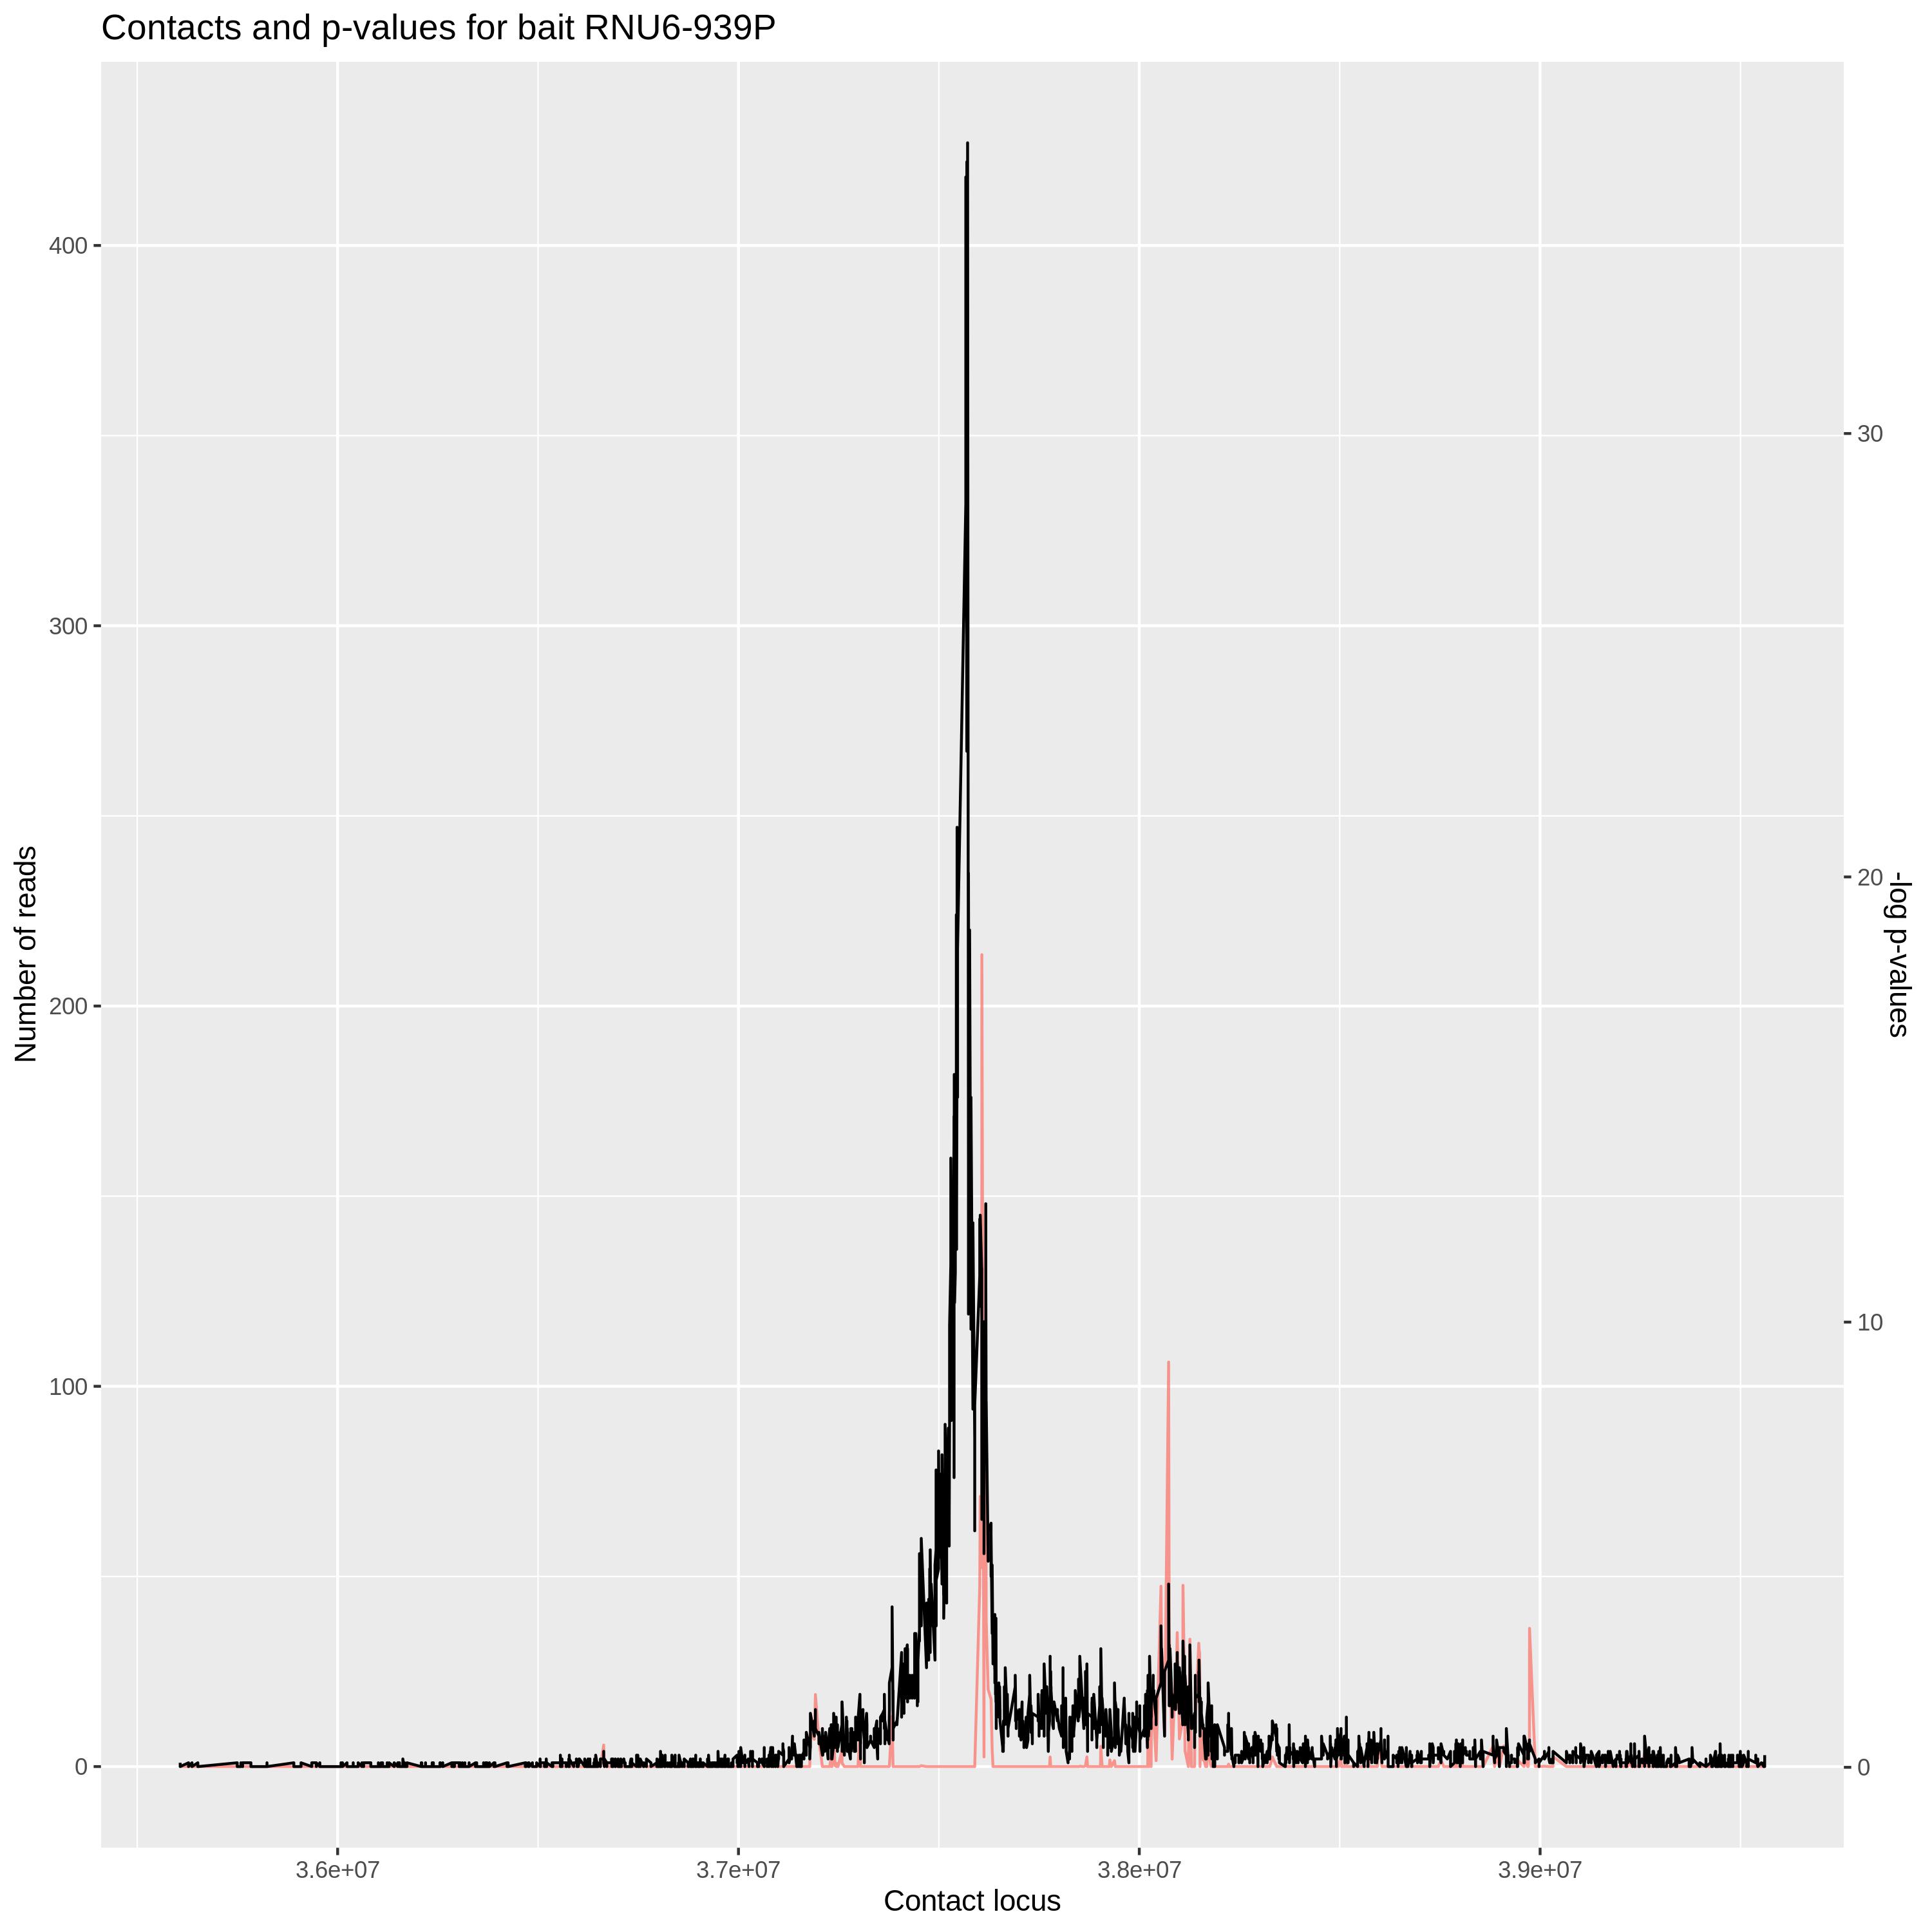 Contacts and p-values for bait RNU6-939P
400
300
200
100
0
30
20
10
0
Number of reads
-log p-values
3.6e+07
3.7e+07
3.8e+07
3.9e+07
Contact locus